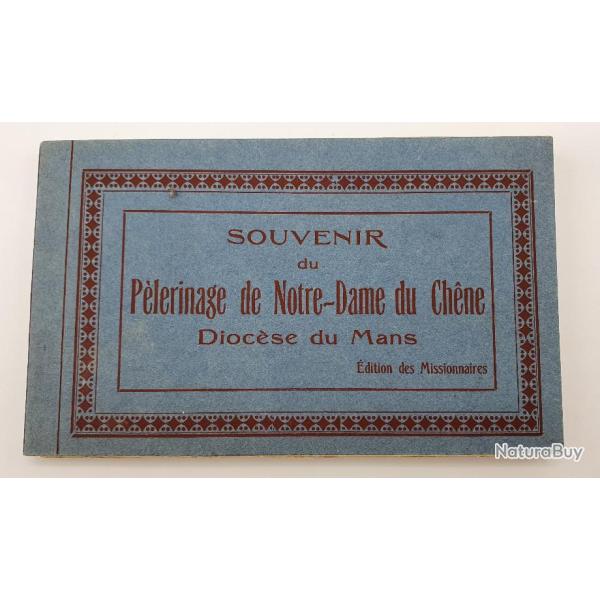 SOUVENIR
du
Pèlerinage de Notre-Dame du Chêne
Diocèse du Mans
Édition des Missionnaires
NaturaBuy